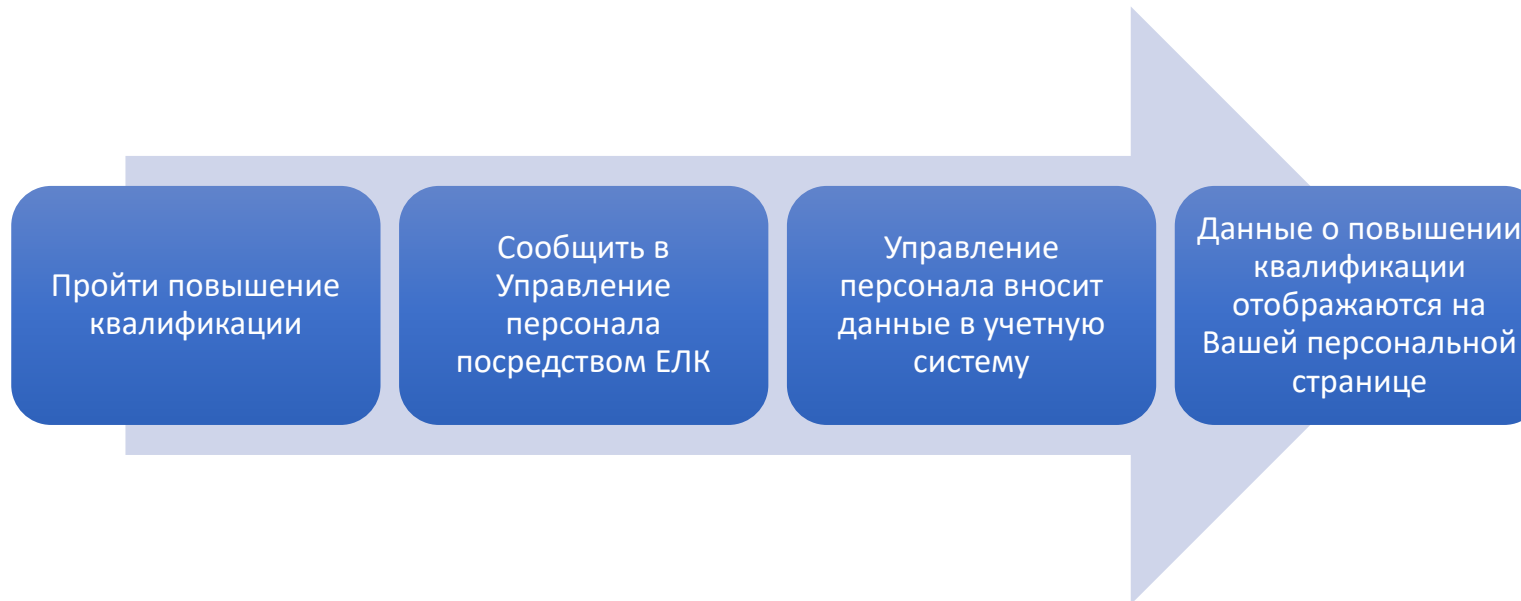 Пройти повышение
квалификации
Сообщить в
Управление
персонала
посредством ЕЛК
Управление
персонала вносит
данные в учетную
систему
Данные о повышении
квалификации
отображаются на
Вашей персональной
странице